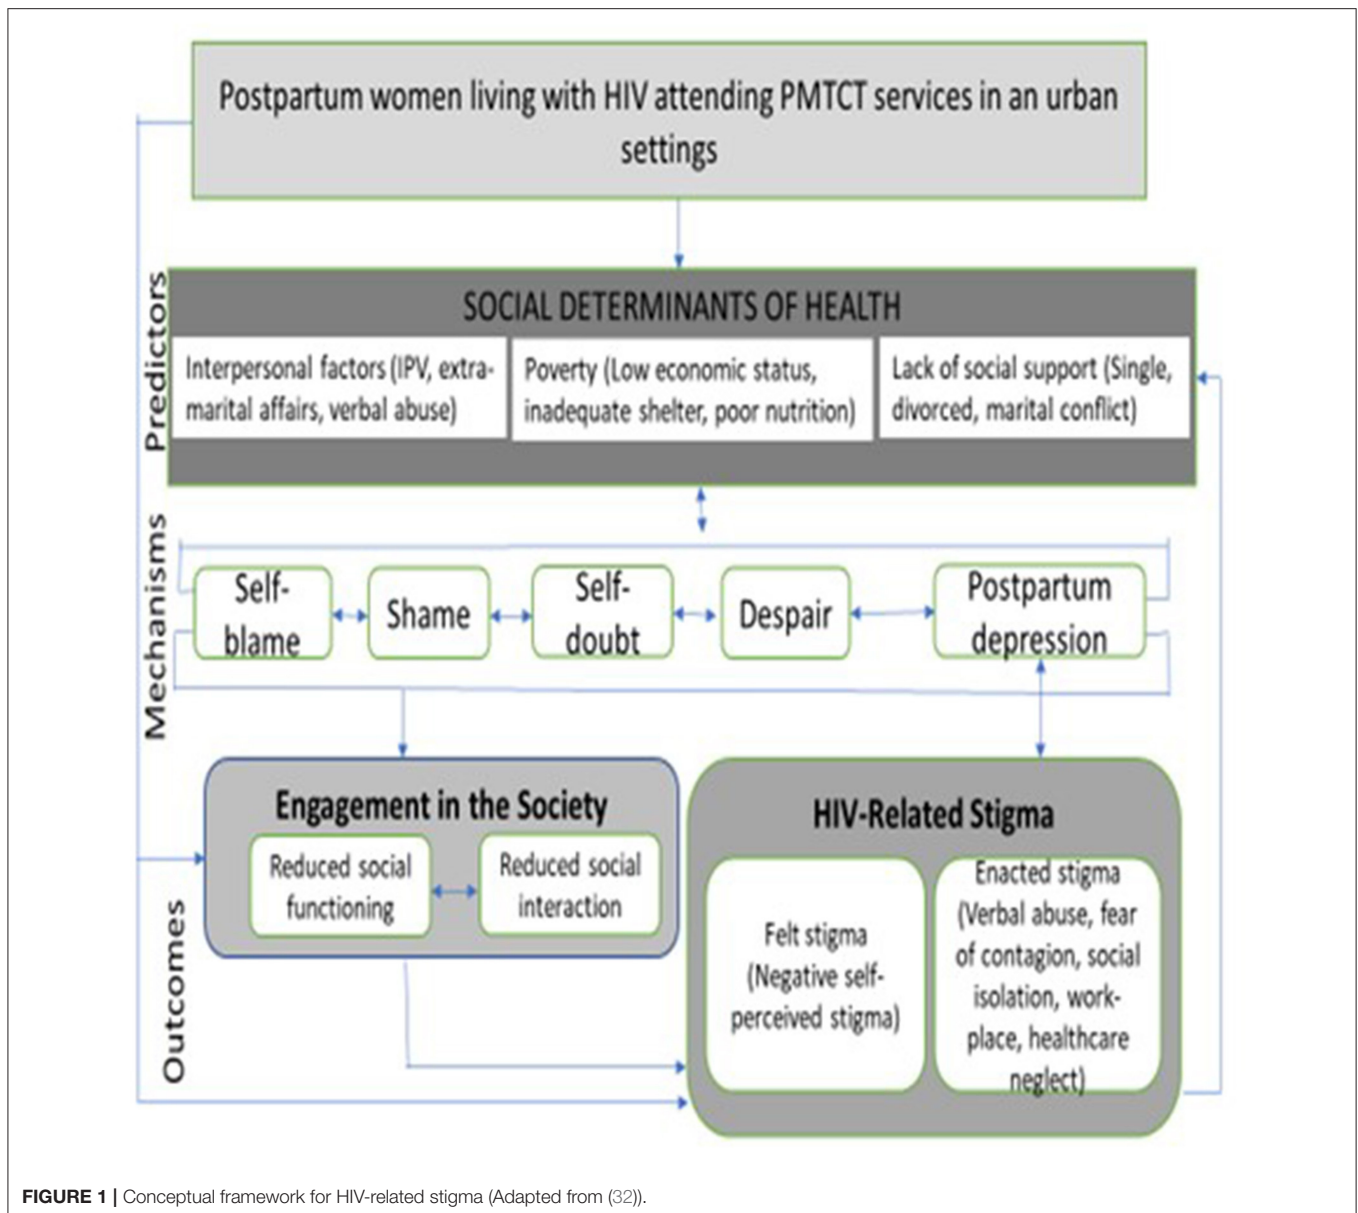 Postpartum women living with HIV attending PMTCT services in an urban
settings
Predictors
SOCIAL DETERMINANTS OF HEALTH
Interpersonal factors (IPV, extra-
marital affairs, verbal abuse)
Poverty (Low economic status,
inadequate shelter, poor nutrition)
Lack of social support (Single,
divorced, marital conflict)
Mechanisms
Self-
blame
Shame
Self-
doubt
Despair
Postpartum
depression
Outcomes
Engagement in the Society
Reduced social
functioning
Reduced social
interaction
HIV-Related Stigma
Felt stigma
(Negative self-
perceived stigma)
Enacted stigma
(Verbal abuse, fear
of contagion, social
isolation, work-
place, healthcare
neglect)
FIGURE 1 | Conceptual framework for HIV-related stigma (Adapted from (32)).